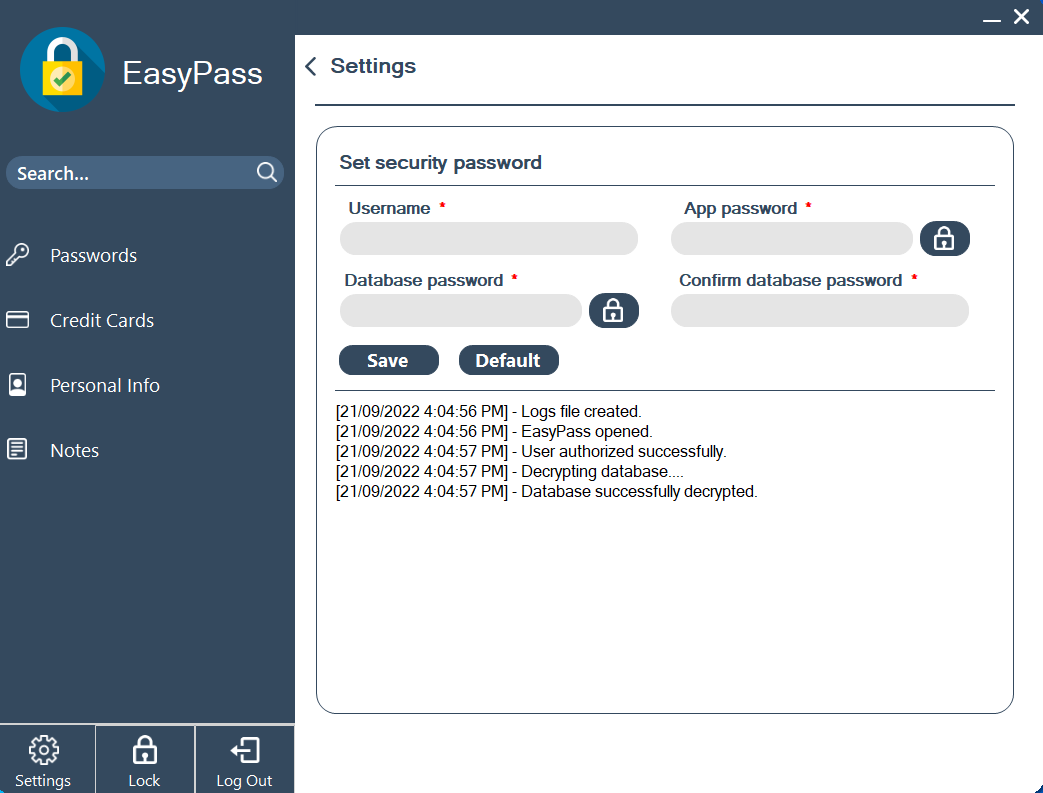 EasyPass
Search...
Passwords
Credit Cards
Personal Info
Notes
Settings
Lock
Log Out
Settings
Set security password
Username *
App password *
Database password *
Confirm database password *
Save
Default
[21/09/2022 4:04:56 PM] - Logs file created.
[21/09/2022 4:04:56 PM] - EasyPass opened.
[21/09/2022 4:04:57 PM] - User authorized successfully.
[21/09/2022 4:04:57 PM] - Decrypting database....
[21/09/2022 4:04:57 PM] - Database successfully decrypted.